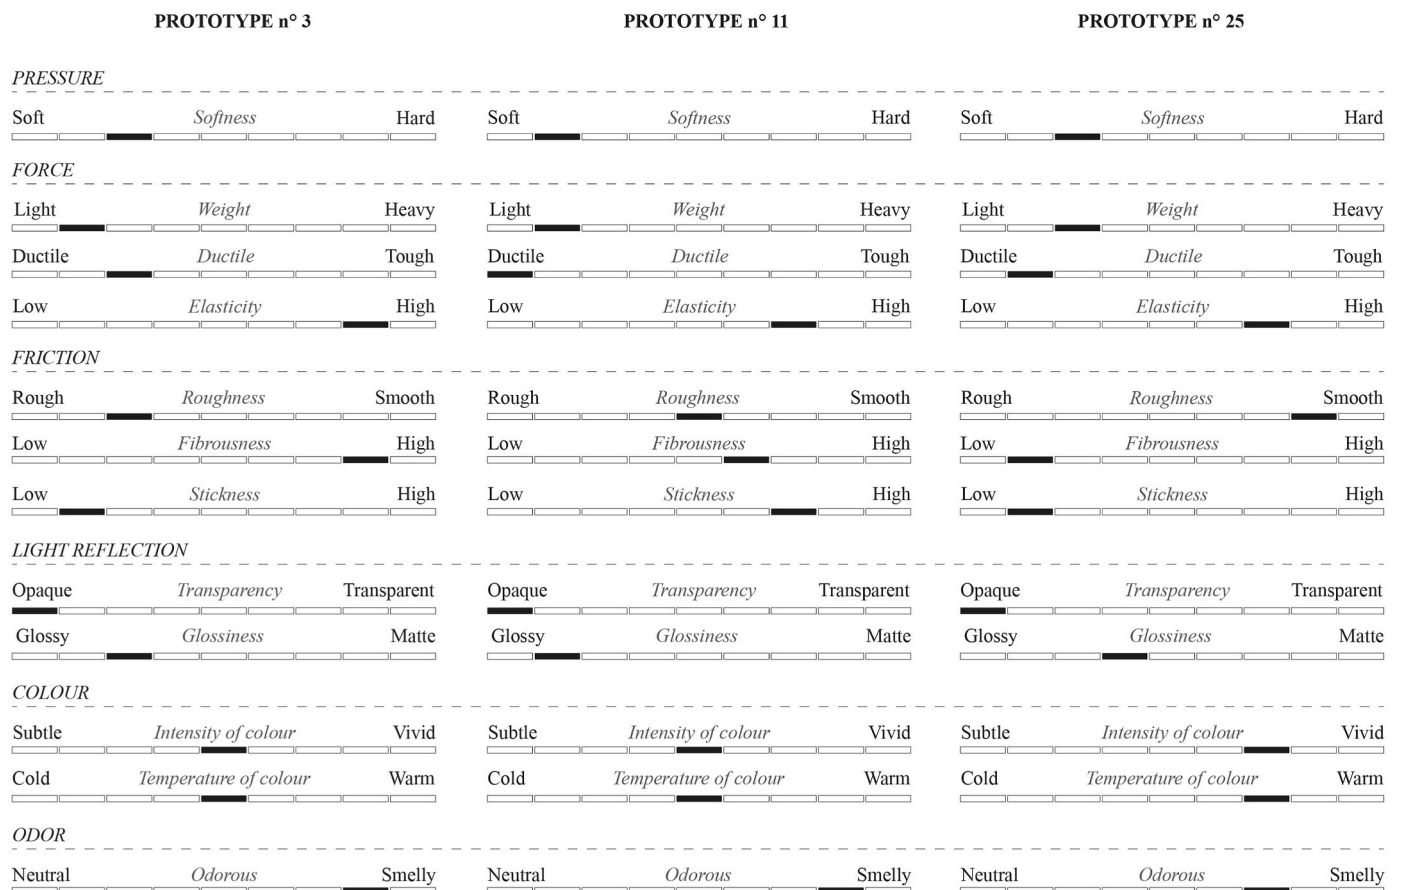 PROTOTYPE n° 3 PROTOTYPE n° 11 PROTOTYPE n° 25
PRESSURE
Soft Softness Hard Soft Softness Hard Soft Softness Hard
FORCE
Light Weight Heavy Light Weight Heavy Light Weight Heavy
Ductile Ductile Tough Ductile Ductile Tough Ductile Ductile Tough
Low Elasticity High Low Elasticity High Low Elasticity High
FRICTION
Rough Roughness Smooth Rough Roughness Smooth Rough Roughness Smooth
Low Fibrousness High Low Fibrousness High Low Fibrousness High
Low Stickness High Low Stickness High Low Stickness High
LIGHT REFLECTION
Opaque Transparency Transparent Opaque Transparency Transparent Opaque Transparency Transparent
Glossy Glossiness Matte Glossy Glossiness Matte Glossy Glossiness Matte
COLOUR
Subtle Intensity of colour Vivid Subtle Intensity of colour Vivid Subtle Intensity of colour Vivid
Cold Temperature of colour Warm Cold Temperature of colour Warm Cold Temperature of colour Warm
ODOR
Neutral Odorous Smelly Neutral Odorous Smelly Neutral Odorous Smelly